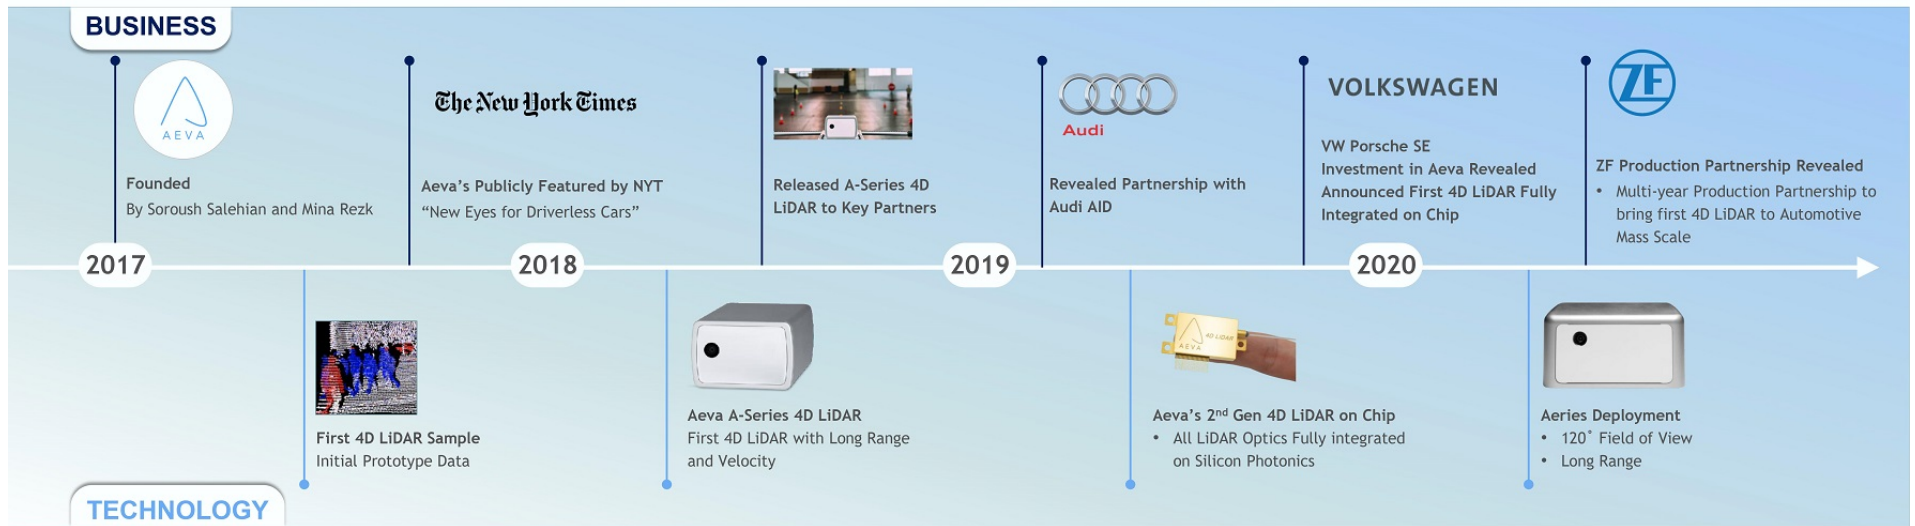 BUSINESS
AEVA
Founded
By Soroush Salehian and Mina Rezk
The New York Times
Aeva's Publicly Featured by NYT
“New Eyes for Driverless Cars”
Released A-Series 4D
LiDAR to Key Partners
Audi
Revealed Partnership with
Audi AID
VOLKSWAGEN
VW Porsche SE
Investment in Aeva Revealed
Announced First 4D LiDAR Fully
Integrated on Chip
ZF
ZF Production Partnership Revealed
• Multi-year Production Partnership to
bring first 4D LiDAR to Automotive
Mass Scale
2017
2018
2019
2020
First 4D LiDAR Sample
Initial Prototype Data
Aeva A-Series 4D LiDAR
First 4D LiDAR with Long Range
and Velocity
AEVA
4D LiDAR
Aeva's 2nd Gen 4D LiDAR on Chip
• All LiDAR Optics Fully integrated
on Silicon Photonics
Aeries Deployment
• 120° Field of View
• Long Range
TECHNOLOGY